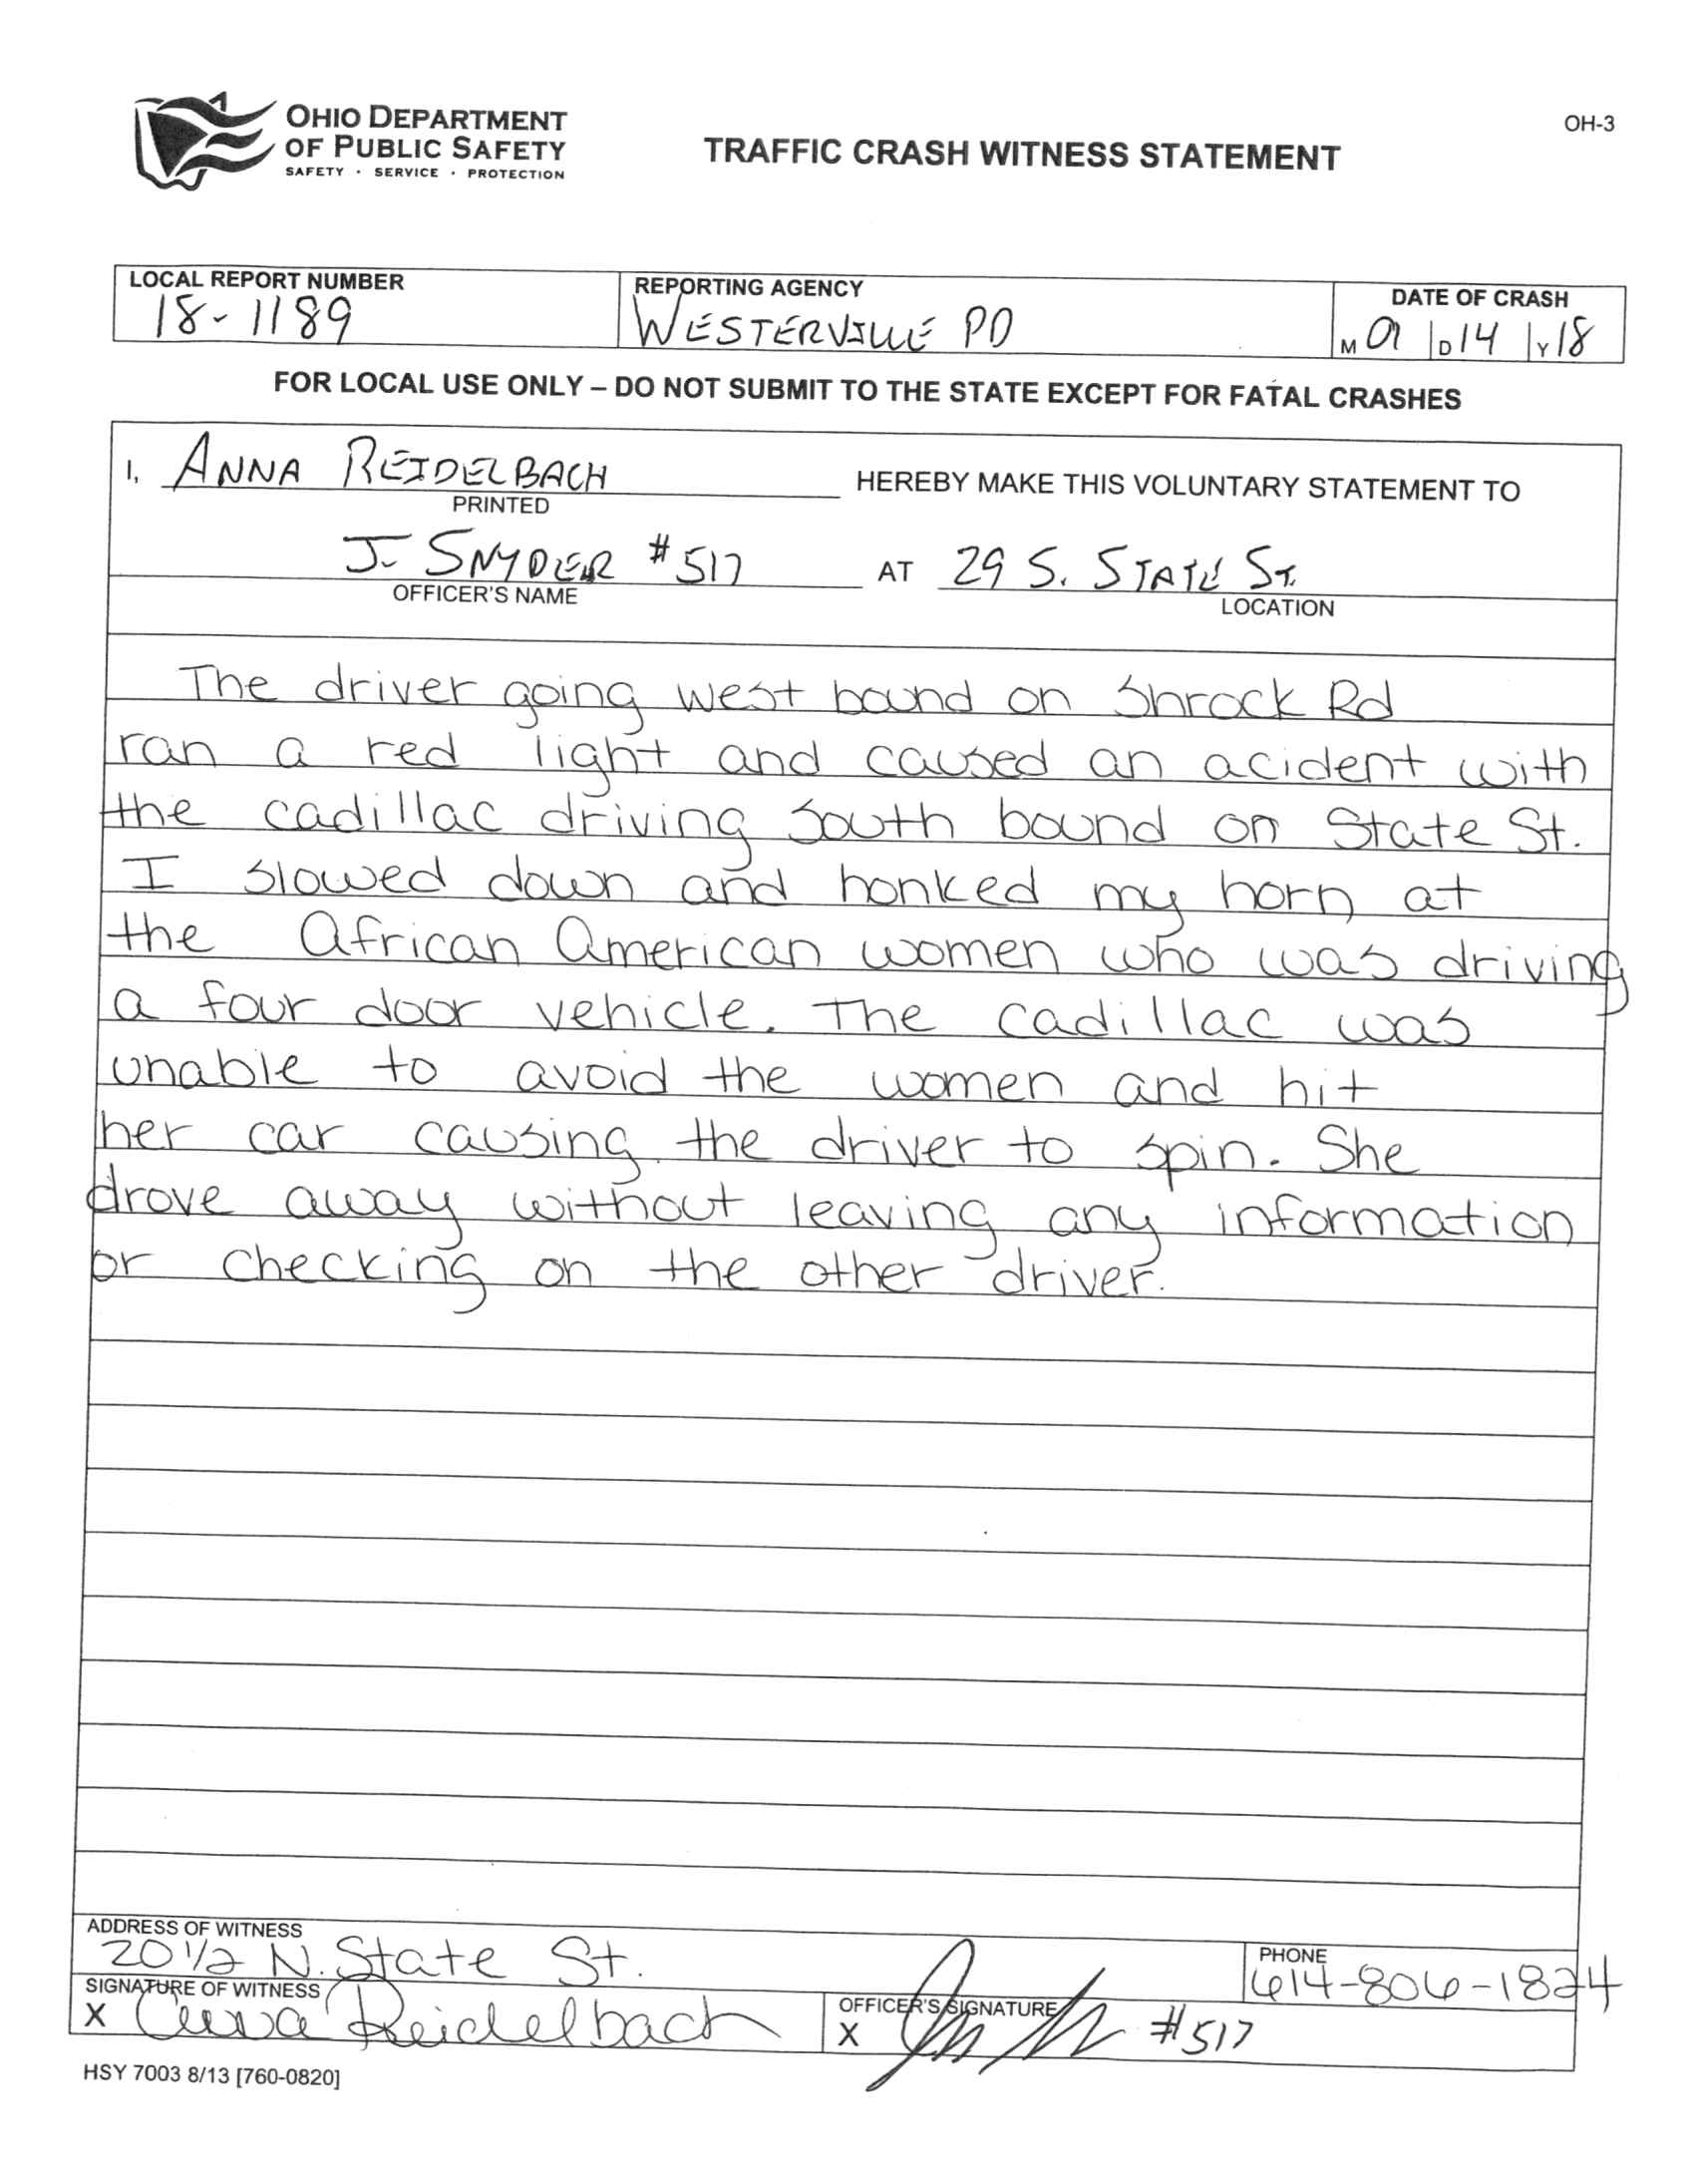 OHIO DEPARTMENT
OF PUBLIC SAFETY
SAFETY · SERVICE · PROTECTION
TRAFFIC CRASH WITNESS STATEMENT
OH-3
LOCAL REPORT NUMBER
18-1189
REPORTING AGENCY
WESTERVILLE PD
DATE OF CRASH
M 01 D 14 Y 18
FOR LOCAL USE ONLY – DO NOT SUBMIT TO THE STATE EXCEPT FOR FATAL CRASHES
I, ANNA REIDELBACH HEREBY MAKE THIS VOLUNTARY STATEMENT TO
PRINTED
J. SNYDER #517 AT 29 S. STATE ST.
OFFICER'S NAME LOCATION
The driver going west bound on Shrock Rd
ran a red light and caused an acident with
the cadillac driving south bound on State St.
I slowed down and honked my horn at
the African American women who was driving
a four door vehicle. The cadillac was
unable to avoid the women and hit
her car causing the driver to spin. She
drove away without leaving any information
or checking on the other driver.
ADDRESS OF WITNESS
20 1/2 N. State St.
PHONE
614-806-1824
SIGNATURE OF WITNESS
X Anna Reidelbach
OFFICER'S SIGNATURE
X #517
HSY 7003 8/13 [760-0820]